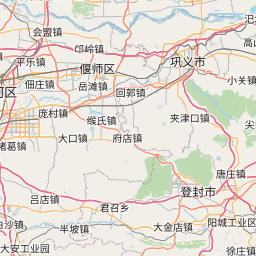 会盟镇
邙岭镇
巩义市
平乐镇
偃师区
小关镇
佃庄镇
岳滩镇
回郭镇
庞村镇
缑氏镇
夹津口镇
大口镇
府店镇
诸葛镇
唐庄镇
登封市
吕店镇
君召乡
阳城工业区
半坡镇
大金店镇
大安工业园
徐庄镇